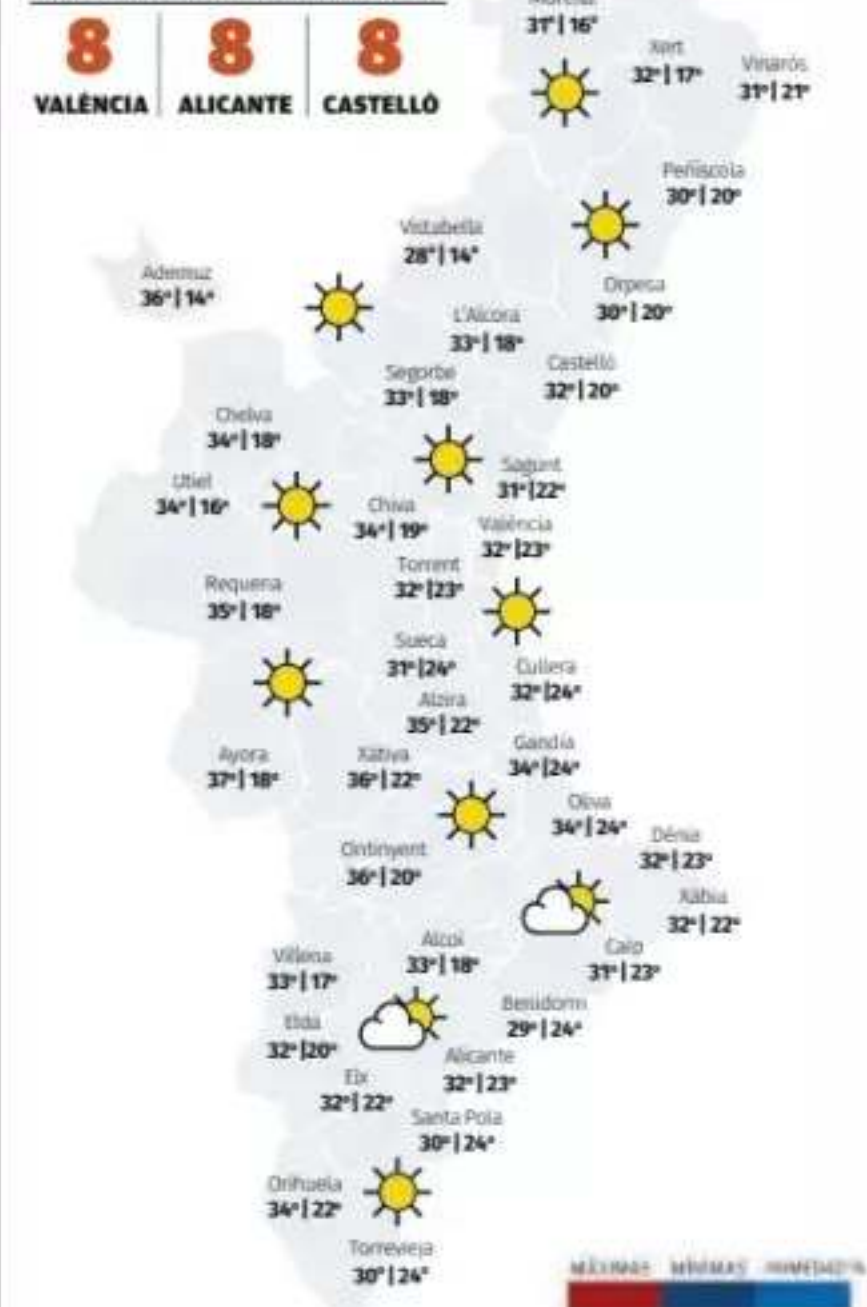 8 8 8
VALÈNCIA ALICANTE CASTELLÓ
31°|16°
Xert
32°|17°
Vinaròs
31°|21°
Peñíscola
30°|20°
Vistabella
28°|14°
Ademuz
36°|14°
Orpesa
30°|20°
L'Alcora
33°|18°
Castelló
32°|20°
Segorbe
33°|18°
Chelva
34°|18°
Sagunt
31°|22°
Utiel
34°|16°
Chiva
34°|19°
València
32°|23°
Torrent
32°|23°
Requena
35°|18°
Sueca
31°|24°
Cullera
32°|24°
Alzira
35°|22°
Gandia
34°|24°
Ayora
37°|18°
Xàtiva
36°|22°
Oliva
34°|24°
Dénia
32°|23°
Ontinyent
36°|20°
Xàbia
32°|22°
Alcoi
33°|18°
Calp
31°|23°
Villena
33°|17°
Benidorm
29°|24°
Elda
32°|20°
Alicante
32°|23°
Elx
32°|22°
Santa Pola
30°|24°
Orihuela
34°|22°
Torrevieja
30°|24°
MÁXIMAS MÍNIMAS